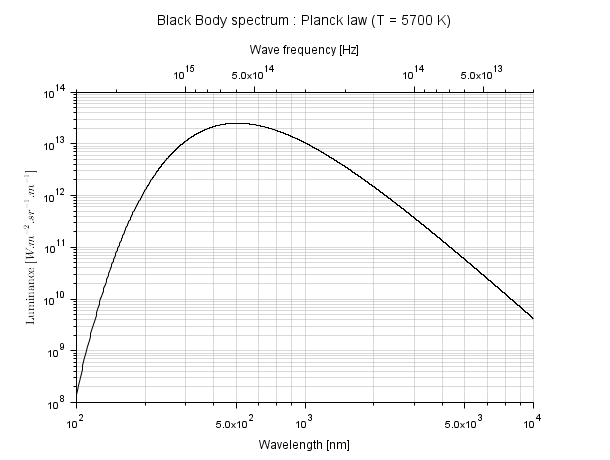 Black Body spectrum : Planck law (T = 5700 K)
Wave frequency [Hz]
10^15 5.0x10^14 10^14 5.0x10^13
Luminance [W.m^−2.sr^−1.m^−1]
10^14
10^13
10^12
10^11
10^10
10^9
10^8
10^2 5.0x10^2 10^3 5.0x10^3 10^4
Wavelength [nm]